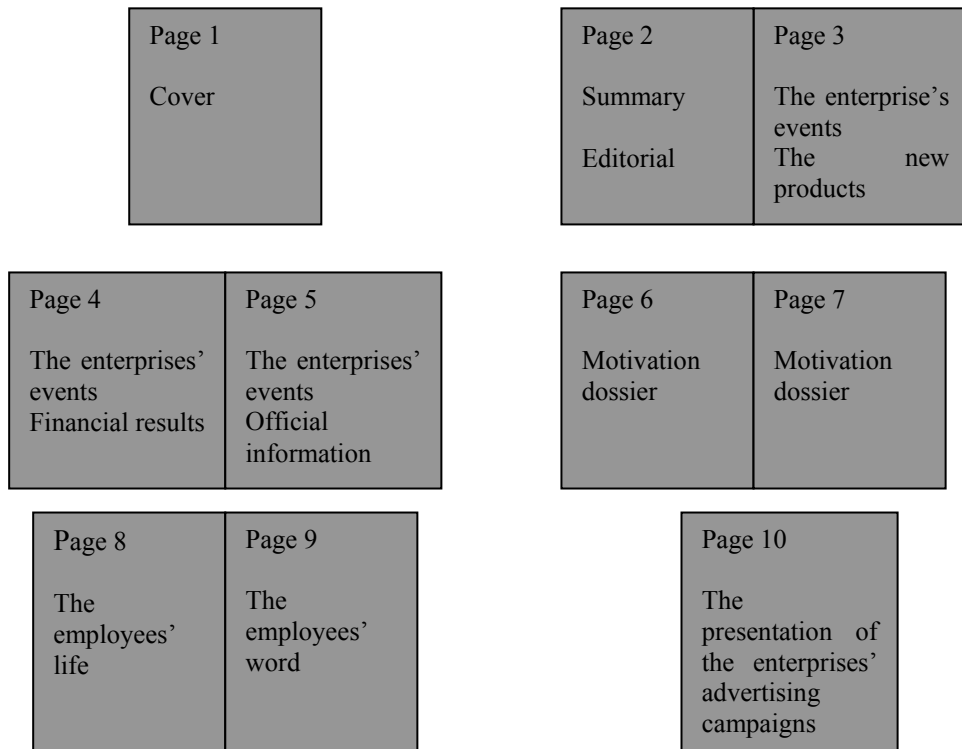 Page 1
Cover
Page 2
Summary
Editorial
Page 3
The enterprise's
events
The new
products
Page 4
The enterprises'
events
Financial results
Page 5
The enterprises'
events
Official
information
Page 6
Motivation
dossier
Page 7
Motivation
dossier
Page 8
The
employees'
life
Page 9
The
employees'
word
Page 10
The
presentation of
the enterprises'
advertising
campaigns